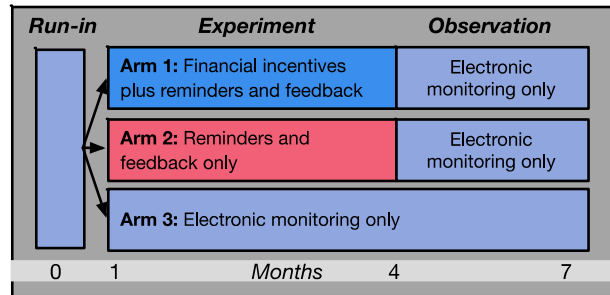 Run-in Experiment Observation
Arm 1: Financial incentives
plus reminders and feedback
Electronic
monitoring only
Arm 2: Reminders and
feedback only
Electronic
monitoring only
Arm 3: Electronic monitoring only
0 1 Months 4 7